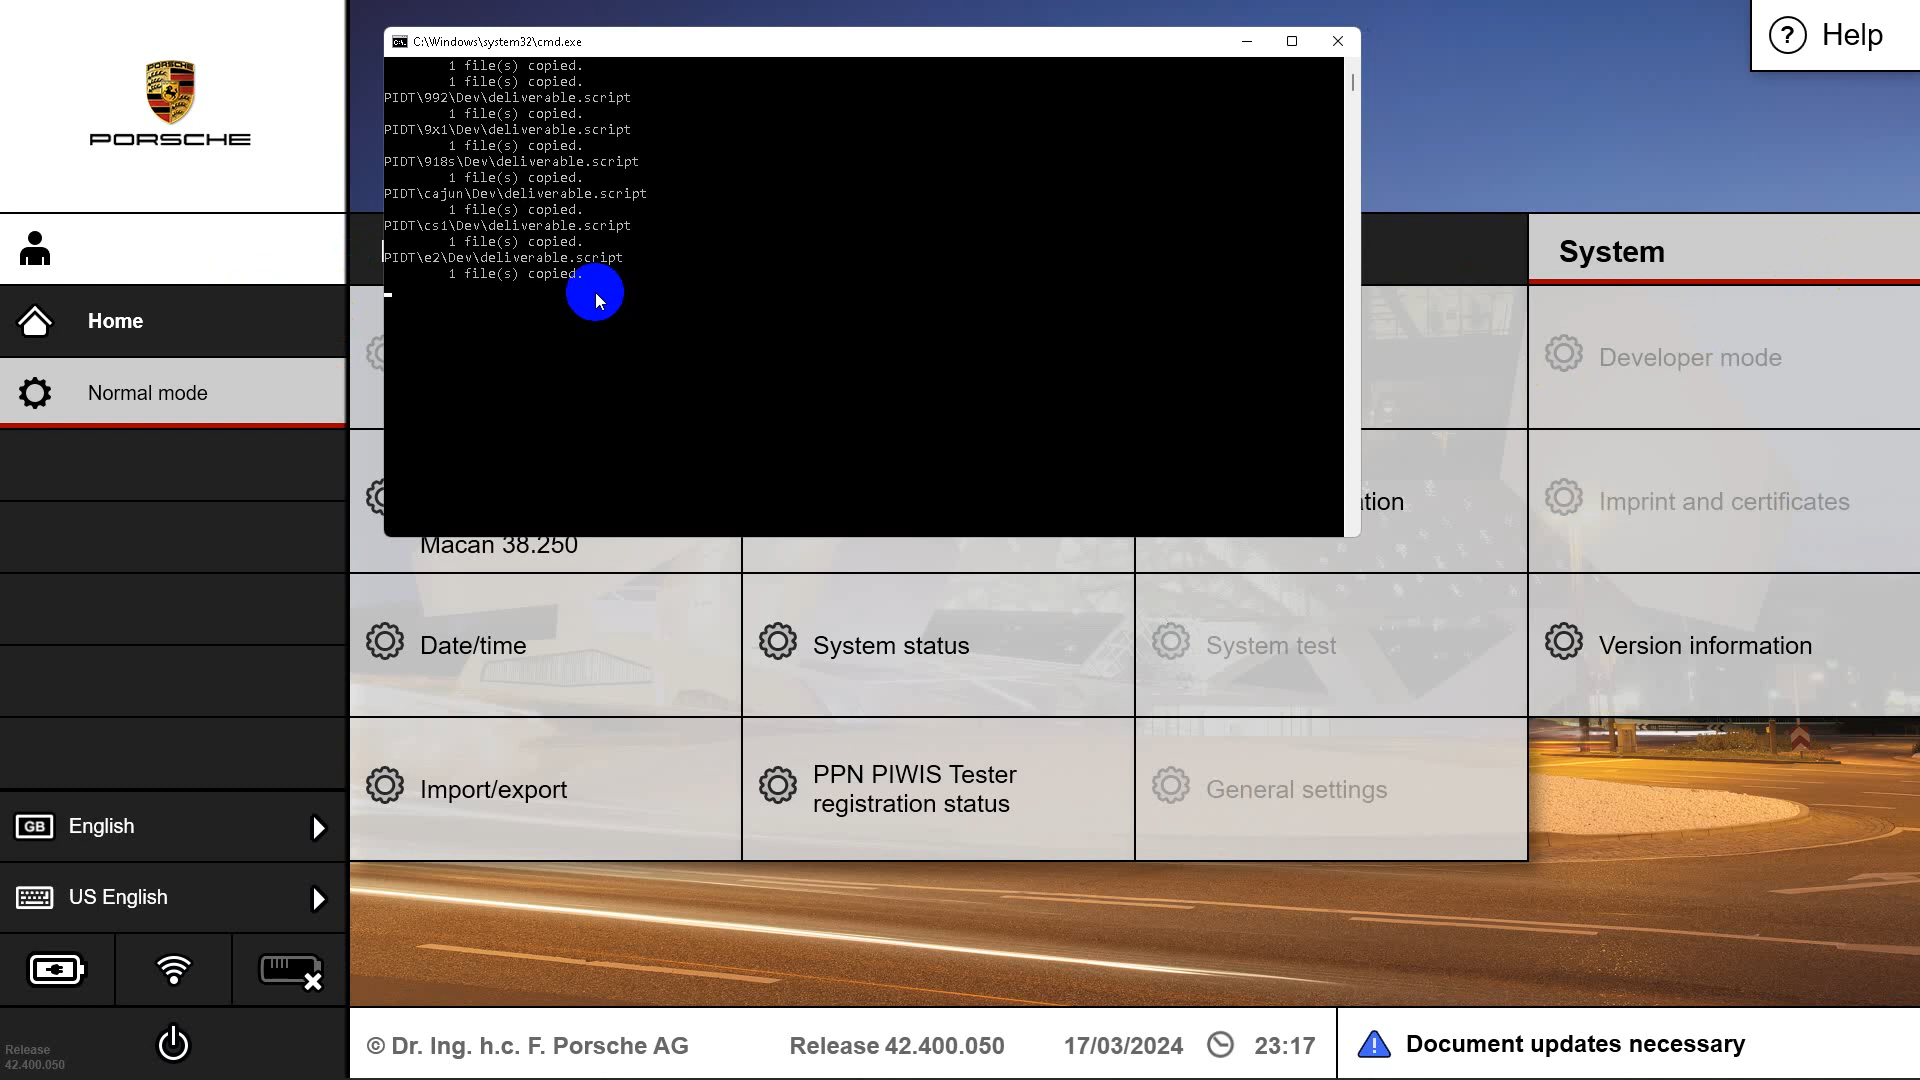 PORSCHE
PORSCHE
Home
Normal mode
GB English
US English
Release
42.400.050
C:\Windows\system32\cmd.exe
1 file(s) copied.
1 file(s) copied.
PIDT\992\Dev\deliverable.script
1 file(s) copied.
PIDT\9x1\Dev\deliverable.script
1 file(s) copied.
PIDT\918s\Dev\deliverable.script
1 file(s) copied.
PIDT\cajun\Dev\deliverable.script
1 file(s) copied.
PIDT\cs1\Dev\deliverable.script
1 file(s) copied.
PIDT\e2\Dev\deliverable.script
1 file(s) copied.
? Help
System
Developer mode
Macan 38.250
tion
Imprint and certificates
Date/time
System status
System test
Version information
Import/export
PPN PIWIS Tester
registration status
General settings
© Dr. Ing. h.c. F. Porsche AG
Release 42.400.050
17/03/2024
23:17
Document updates necessary